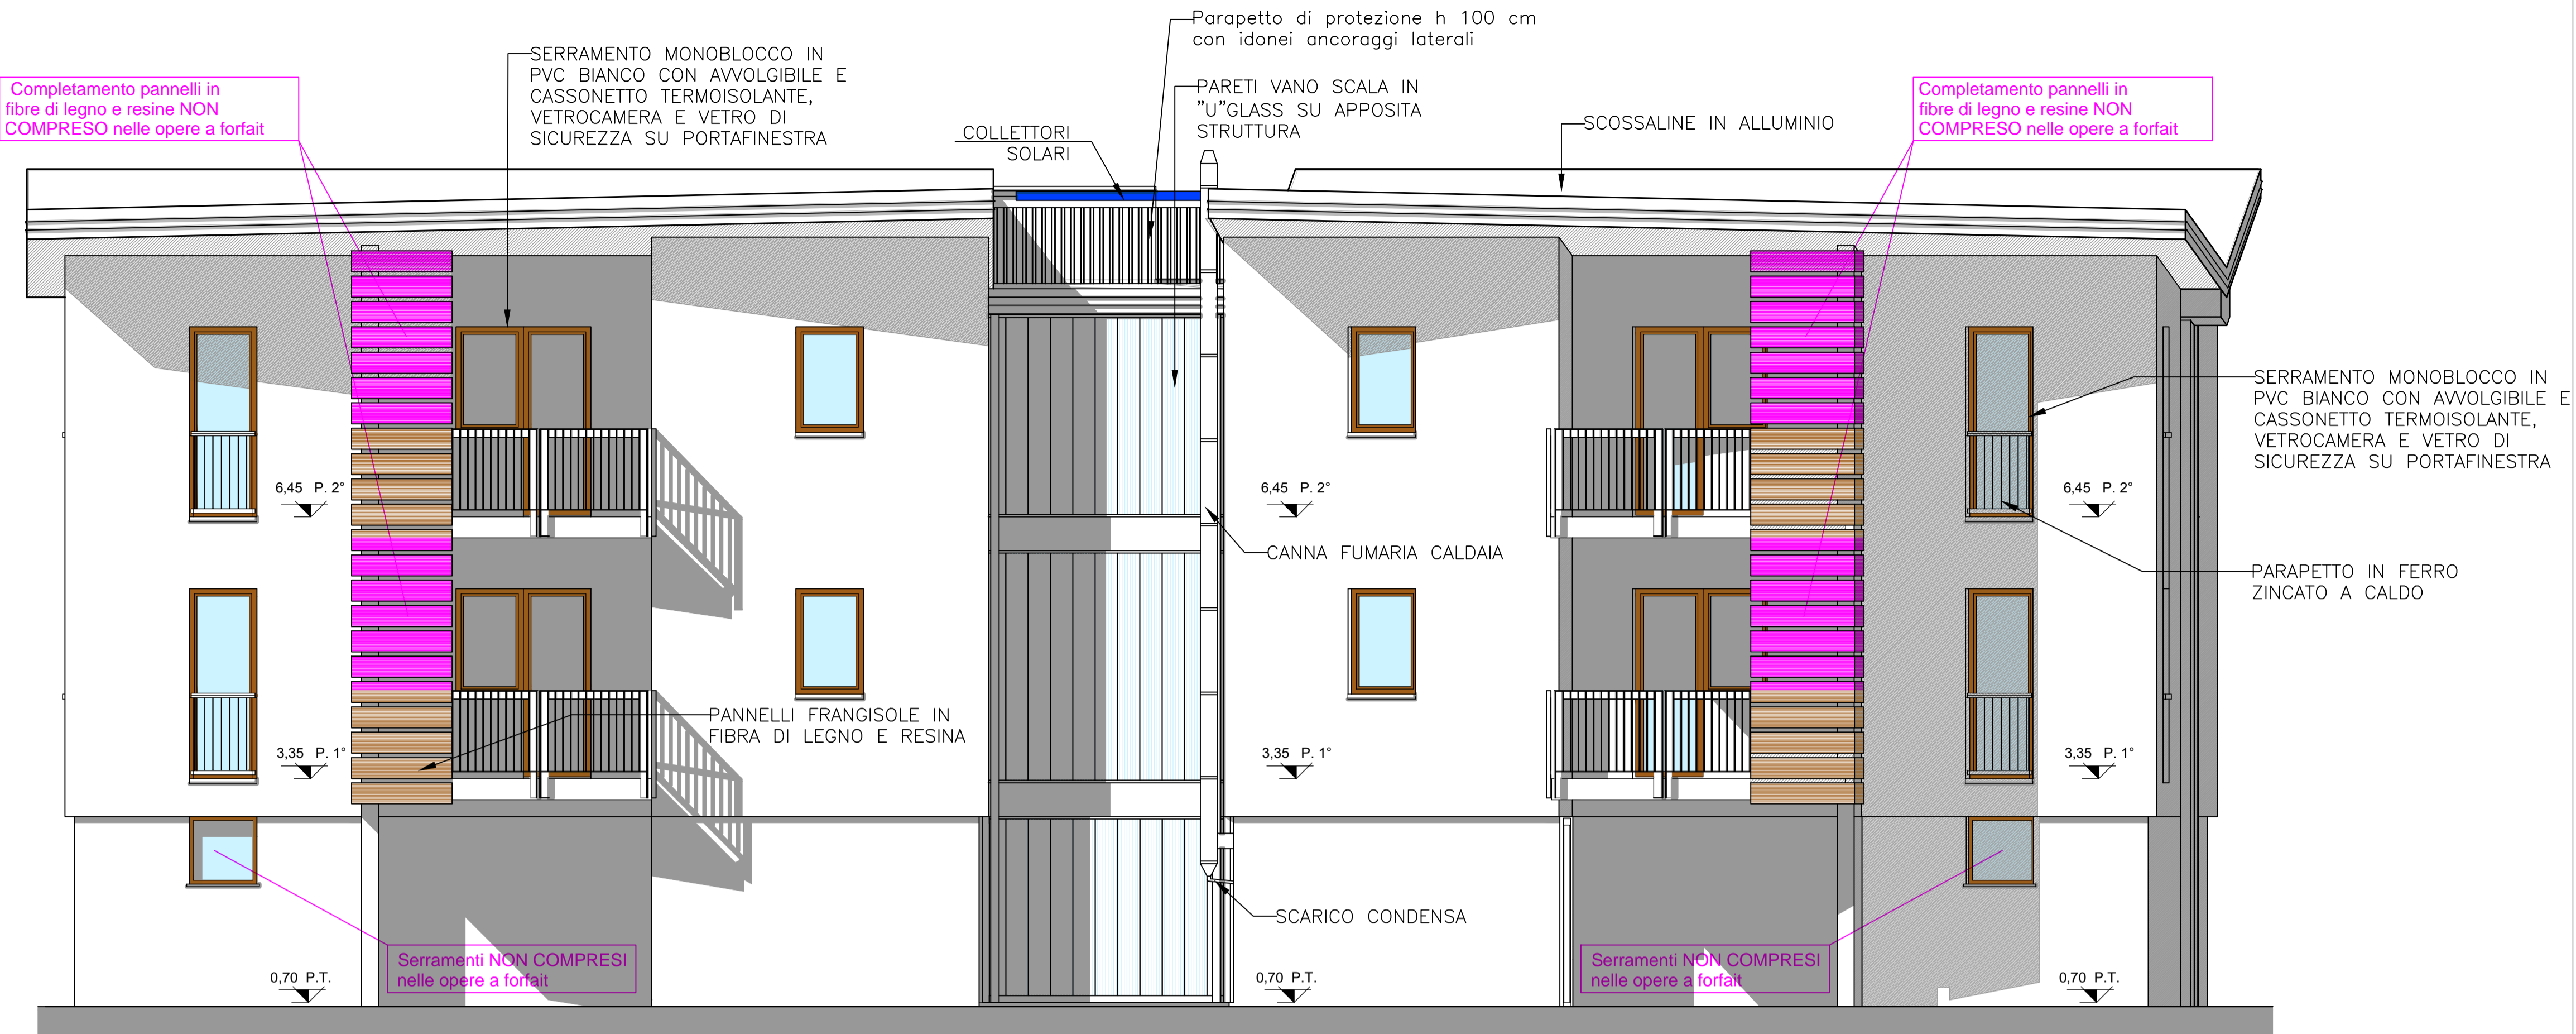 Parapetto di protezione h 100 cm
con idonei ancoraggi laterali
SERRAMENTO MONOBLOCCO IN
PVC BIANCO CON AVVOLGIBILE E
CASSONETTO TERMOISOLANTE,
VETROCAMERA E VETRO DI
SICUREZZA SU PORTAFINESTRA
Completamento pannelli in
fibre di legno e resine NON
COMPRESO nelle opere a forfait
PARETI VANO SCALA IN
"U"GLASS SU APPOSITA
STRUTTURA
COLLETTORI
SOLARI
SCOSSALINE IN ALLUMINIO
Completamento pannelli in
fibre di legno e resine NON
COMPRESO nelle opere a forfait
SERRAMENTO MONOBLOCCO IN
PVC BIANCO CON AVVOLGIBILE E
CASSONETTO TERMOISOLANTE,
VETROCAMERA E VETRO DI
SICUREZZA SU PORTAFINESTRA
6,45 P. 2°
6,45 P. 2°
6,45 P. 2°
CANNA FUMARIA CALDAIA
PARAPETTO IN FERRO
ZINCATO A CALDO
PANNELLI FRANGISOLE IN
FIBRA DI LEGNO E RESINA
3,35 P. 1°
3,35 P. 1°
3,35 P. 1°
SCARICO CONDENSA
Serramenti NON COMPRESI
nelle opere a forfait
Serramenti NON COMPRESI
nelle opere a forfait
0,70 P.T.
0,70 P.T.
0,70 P.T.